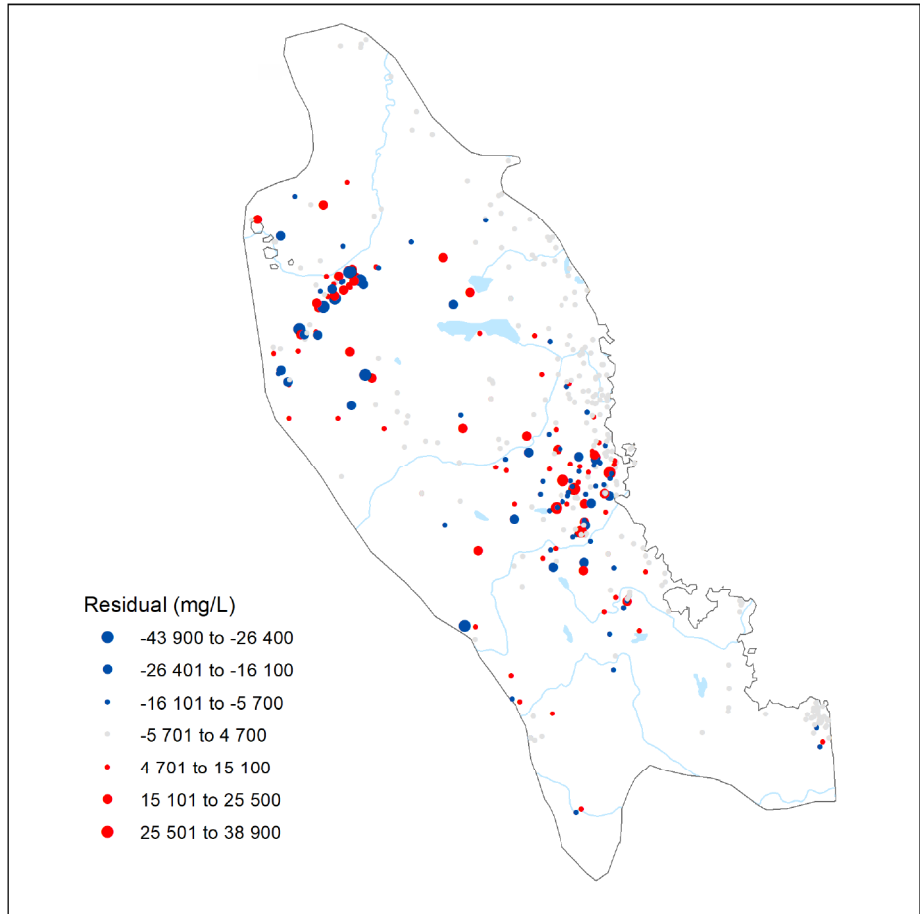 Residual (mg/L)
-43 900 to -26 400
-26 401 to -16 100
-16 101 to -5 700
-5 701 to 4 700
4 701 to 15 100
15 101 to 25 500
25 501 to 38 900